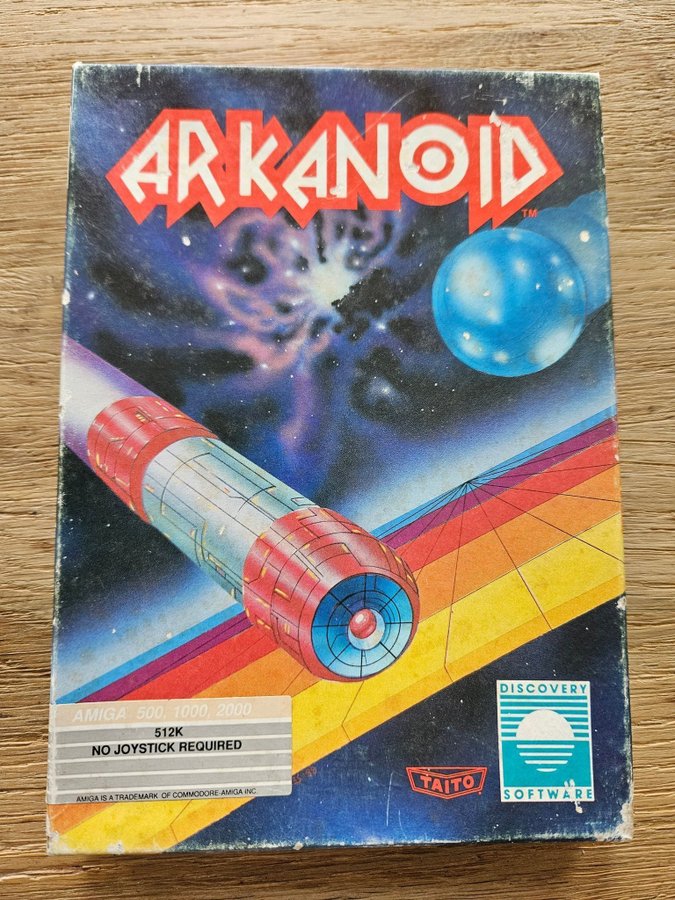 ARKANOID
TM
AMIGA 500, 1000, 2000
512K
NO JOYSTICK REQUIRED
AMIGA IS A TRADEMARK OF COMMODORE-AMIGA INC.
TAITO
DISCOVERY
SOFTWARE